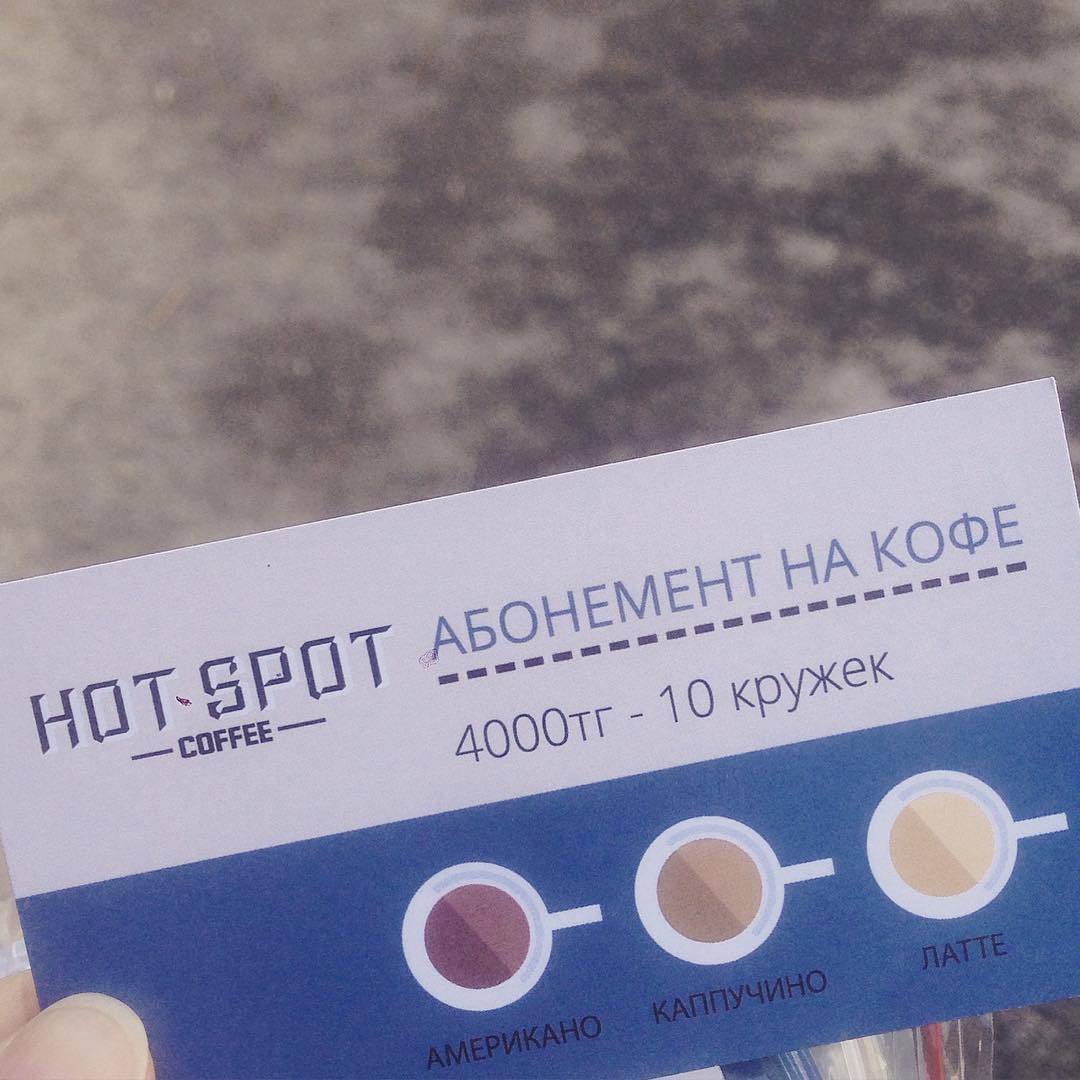 HOT SPOT
COFFEE
АБОНЕМЕНТ НА КОФЕ
4000тг - 10 кружек
АМЕРИКАНО
КАППУЧИНО
ЛАТТЕ